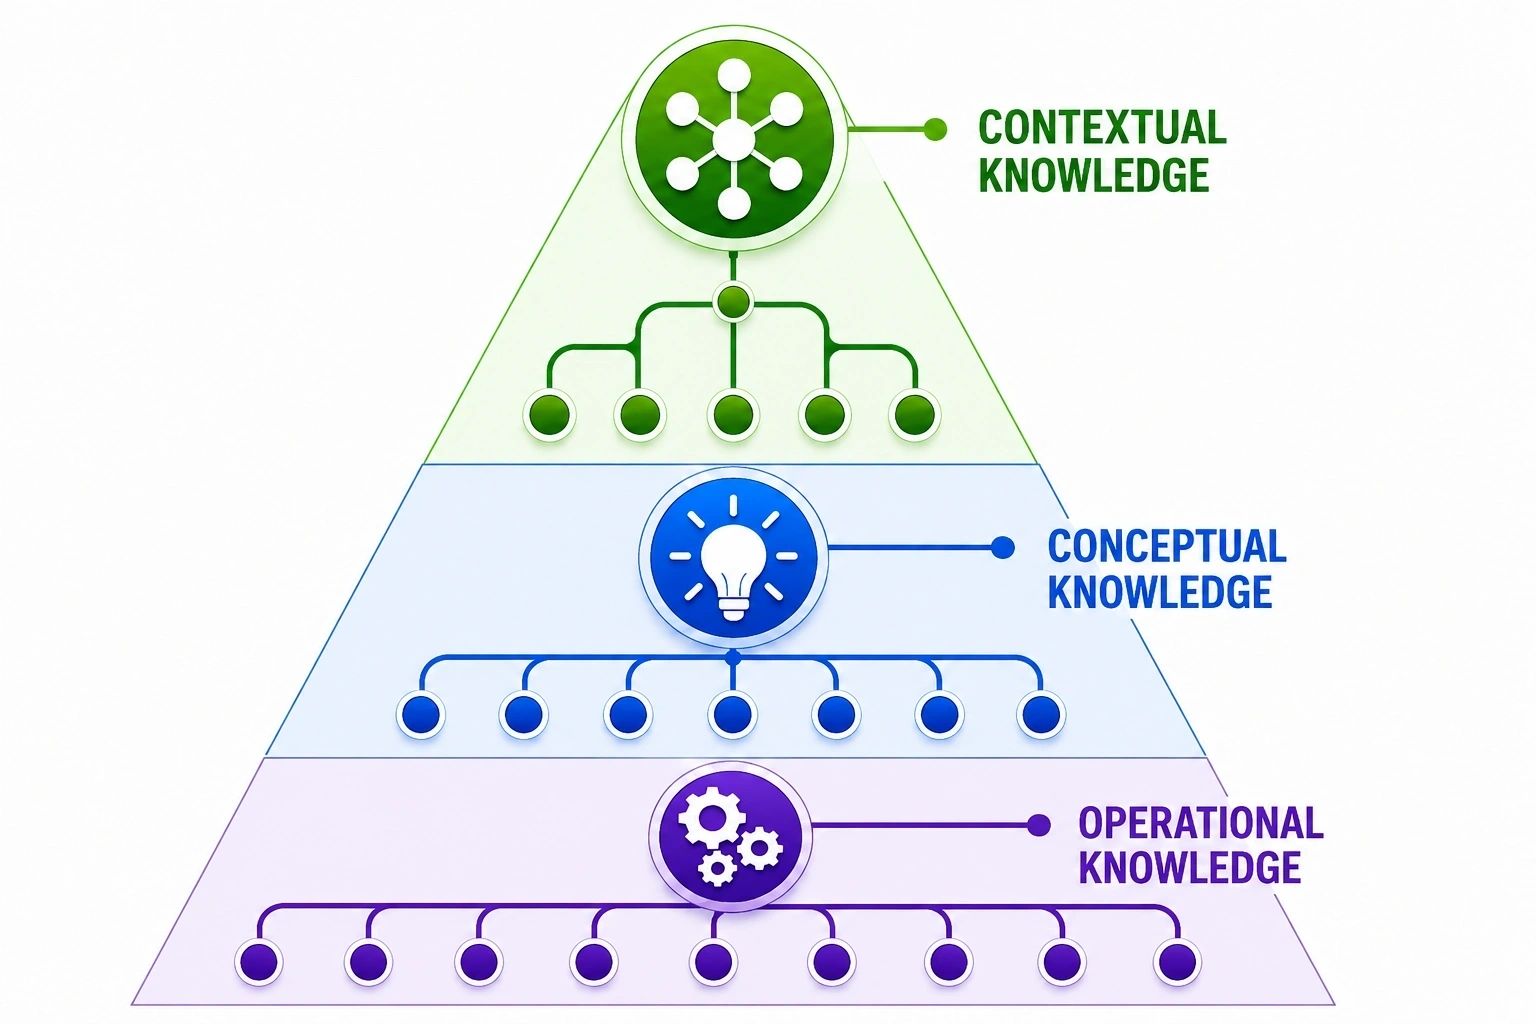 CONTEXTUAL
KNOWLEDGE
CONCEPTUAL
KNOWLEDGE
OPERATIONAL
KNOWLEDGE